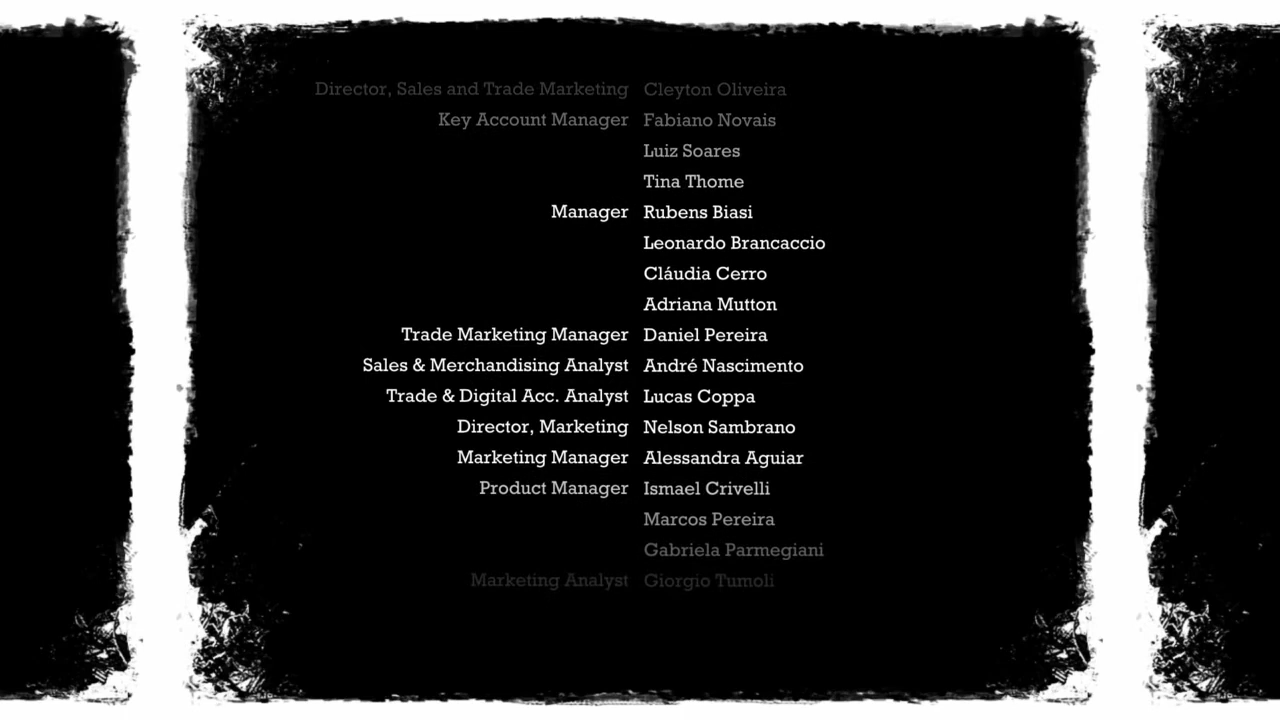 Director, Sales and Trade Marketing Cleyton Oliveira
Key Account Manager Fabiano Novais
Luiz Soares
Tina Thome
Manager Rubens Biasi
Leonardo Brancaccio
Cláudia Cerro
Adriana Mutton
Trade Marketing Manager Daniel Pereira
Sales & Merchandising Analyst André Nascimento
Trade & Digital Acc. Analyst Lucas Coppa
Director, Marketing Nelson Sambrano
Marketing Manager Alessandra Aguiar
Product Manager Ismael Crivelli
Marcos Pereira
Gabriela Parmegiani
Marketing Analyst Giorgio Tumoli